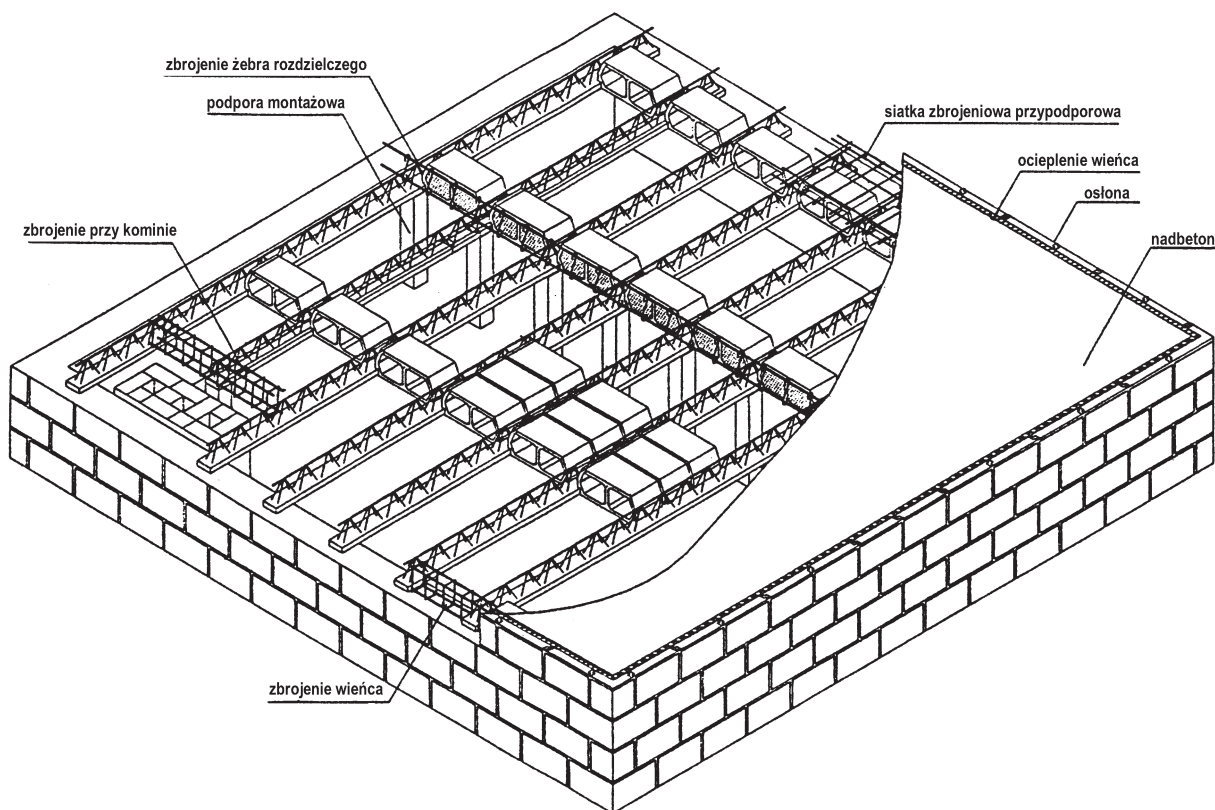 zbrojenie żebra rozdzielczego
podpora montażowa
siatka zbrojeniowa przypodporowa
ocieplenie wieńca
osłona
zbrojenie przy kominie
nadbeton
zbrojenie wieńca